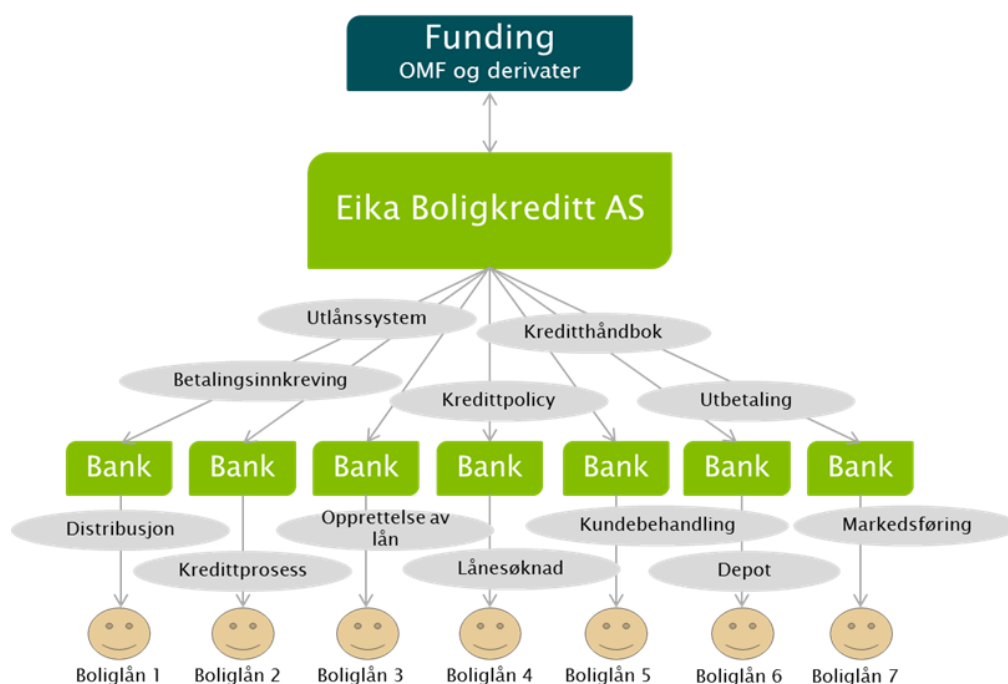 Funding
OMF og derivater
Eika Boligkreditt AS
Utlånssystem
Kreditthåndbok
Betalingsinnkreving
Kredittpolicy
Utbetaling
Bank
Bank
Bank
Bank
Bank
Bank
Bank
Distribusjon
Opprettelse av
lån
Kundebehandling
Markedsføring
Kredittprosess
Lånesøknad
Depot
Boliglån 1
Boliglån 2
Boliglån 3
Boliglån 4
Boliglån 5
Boliglån 6
Boliglån 7